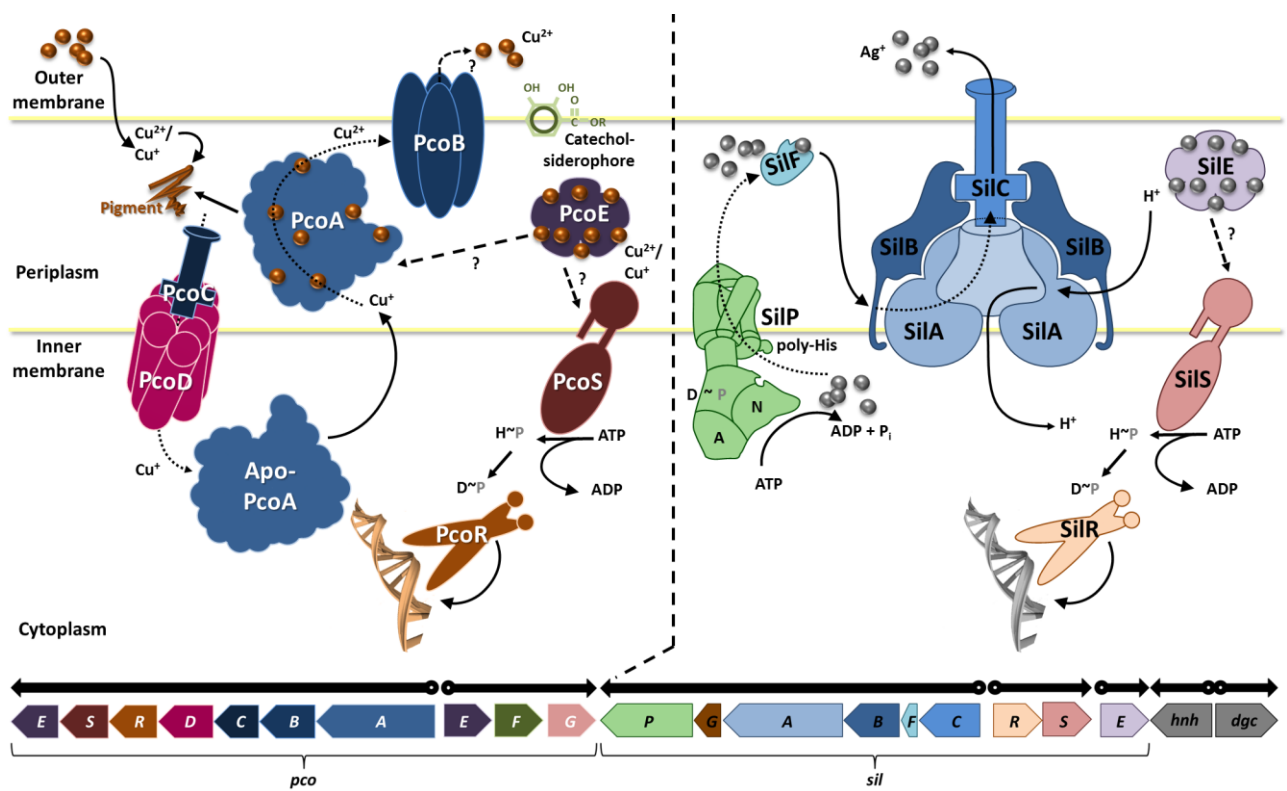 Outer
membrane
Cu²⁺/
Cu⁺
Pigment
PcoC
PcoD
Periplasm
Inner
membrane
Cu⁺
Apo-
PcoA
PcoA
Cu²⁺
Cu⁺
PcoB
Cu²⁺
?
OH OH
O
C
OR
Catechol-
siderophore
PcoE
Cu²⁺/
Cu⁺
?
?
PcoS
H~P
ATP
ADP
D~P
PcoR
Cytoplasm
Ag⁺
SilF
SilC
SilB
SilB
SilA
SilA
H⁺
H⁺
SilE
?
SilP
poly-His
D ~ P
N
A
ADP + Pi
ATP
SilS
H~P
ATP
ADP
D~P
SilR
E S R D C B A E F G P G A B F C R S E hnh dgc
pco
sil